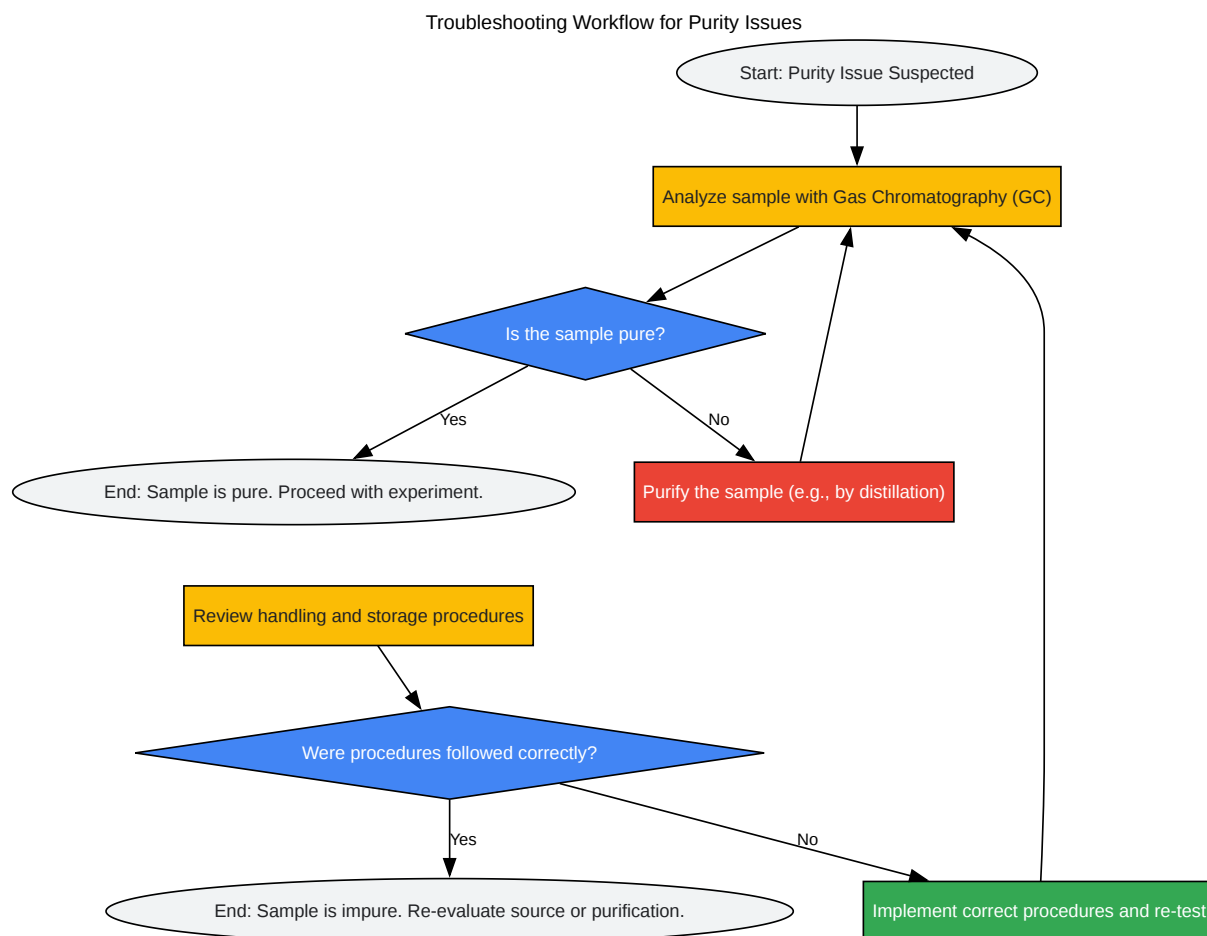 Troubleshooting Workflow for Purity Issues
Start: Purity Issue Suspected
Analyze sample with Gas Chromatography (GC)
Is the sample pure?
Yes
No
End: Sample is pure. Proceed with experiment.
Purify the sample (e.g., by distillation)
Review handling and storage procedures
Were procedures followed correctly?
Yes
No
End: Sample is impure. Re-evaluate source or purification.
Implement correct procedures and re-test